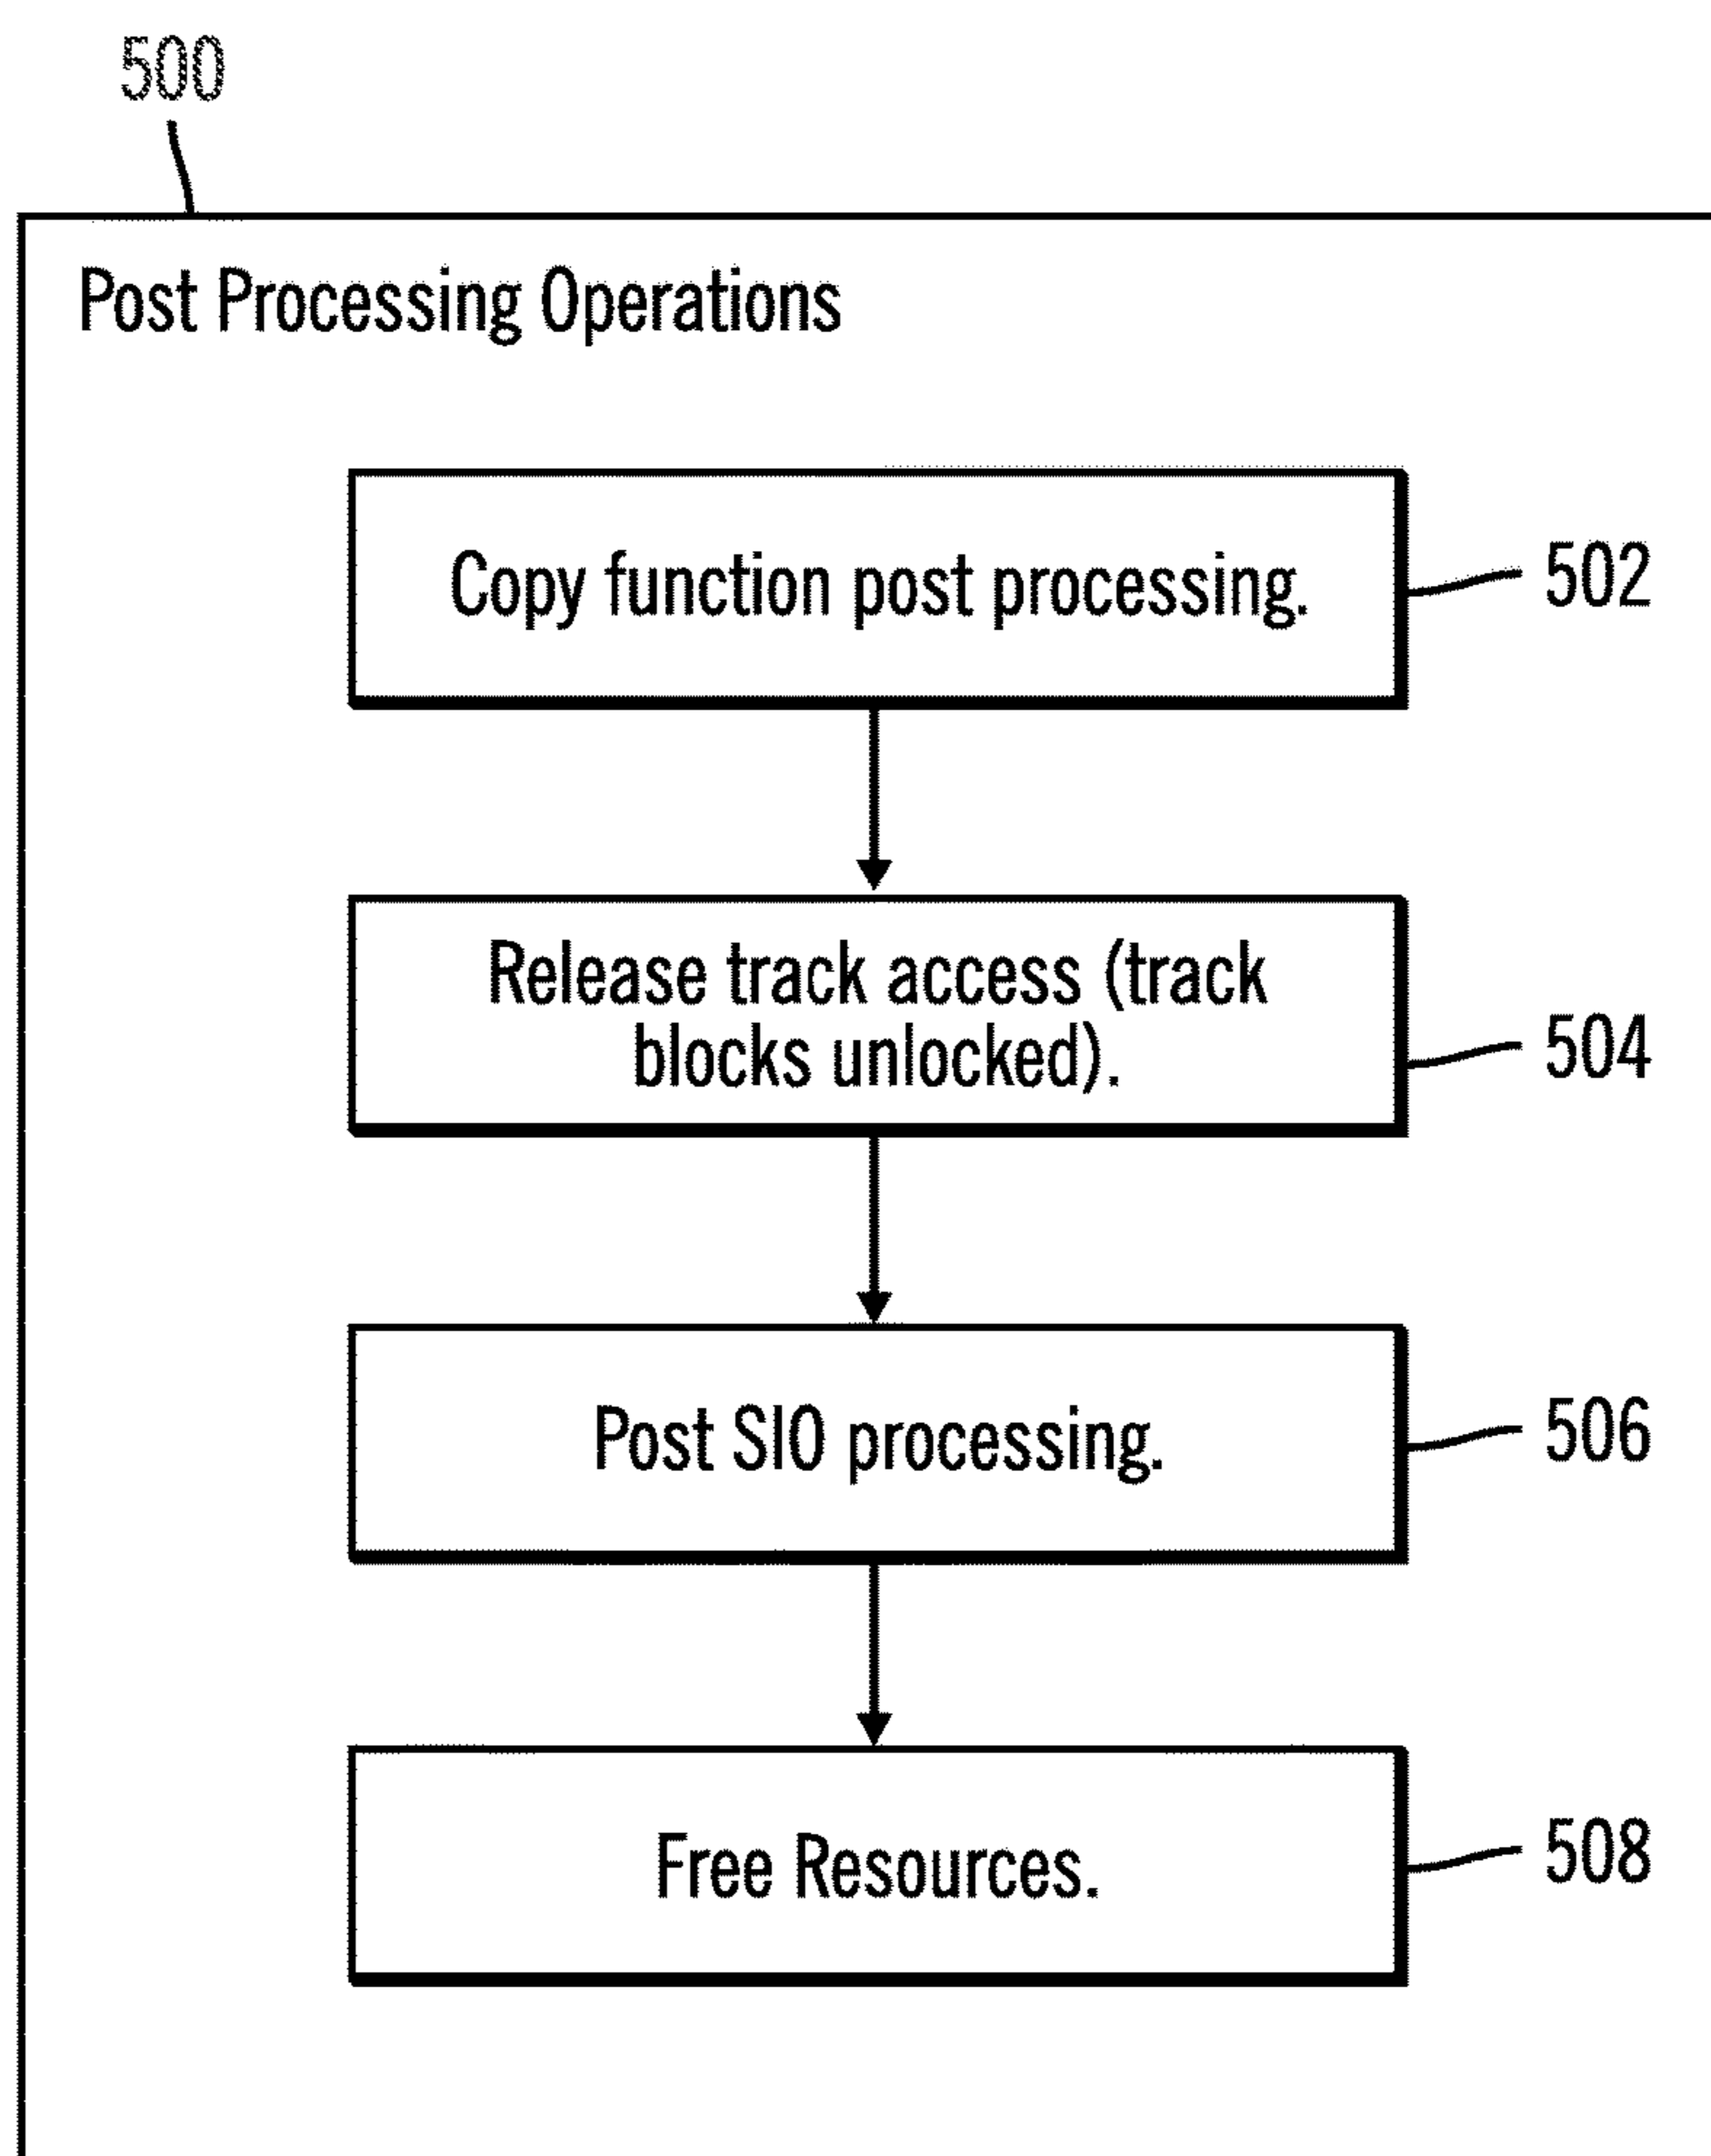 500
Post Processing Operations
Copy function post processing.
502
Release track access (track
blocks unlocked).
504
Post SIO processing.
506
Free Resources.
508